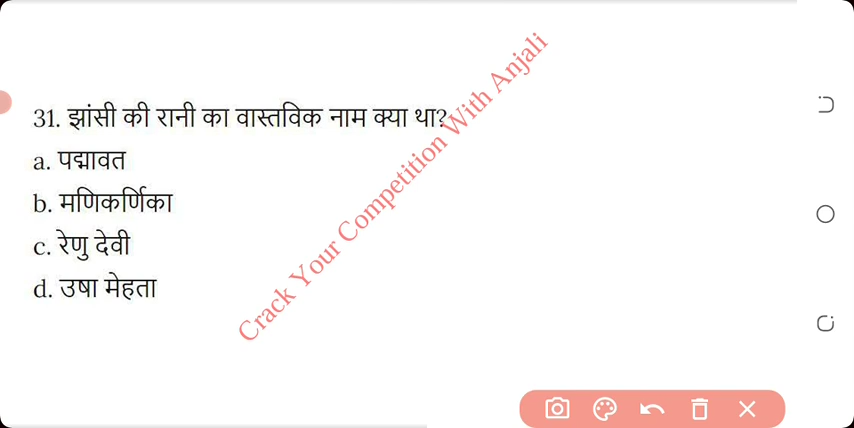 31. झांसी की रानी का वास्तविक नाम क्या था?
a. पद्मावत
b. मणिकर्णिका
c. रेणु देवी
d. उषा मेहता
Crack Your Competition With Anjali